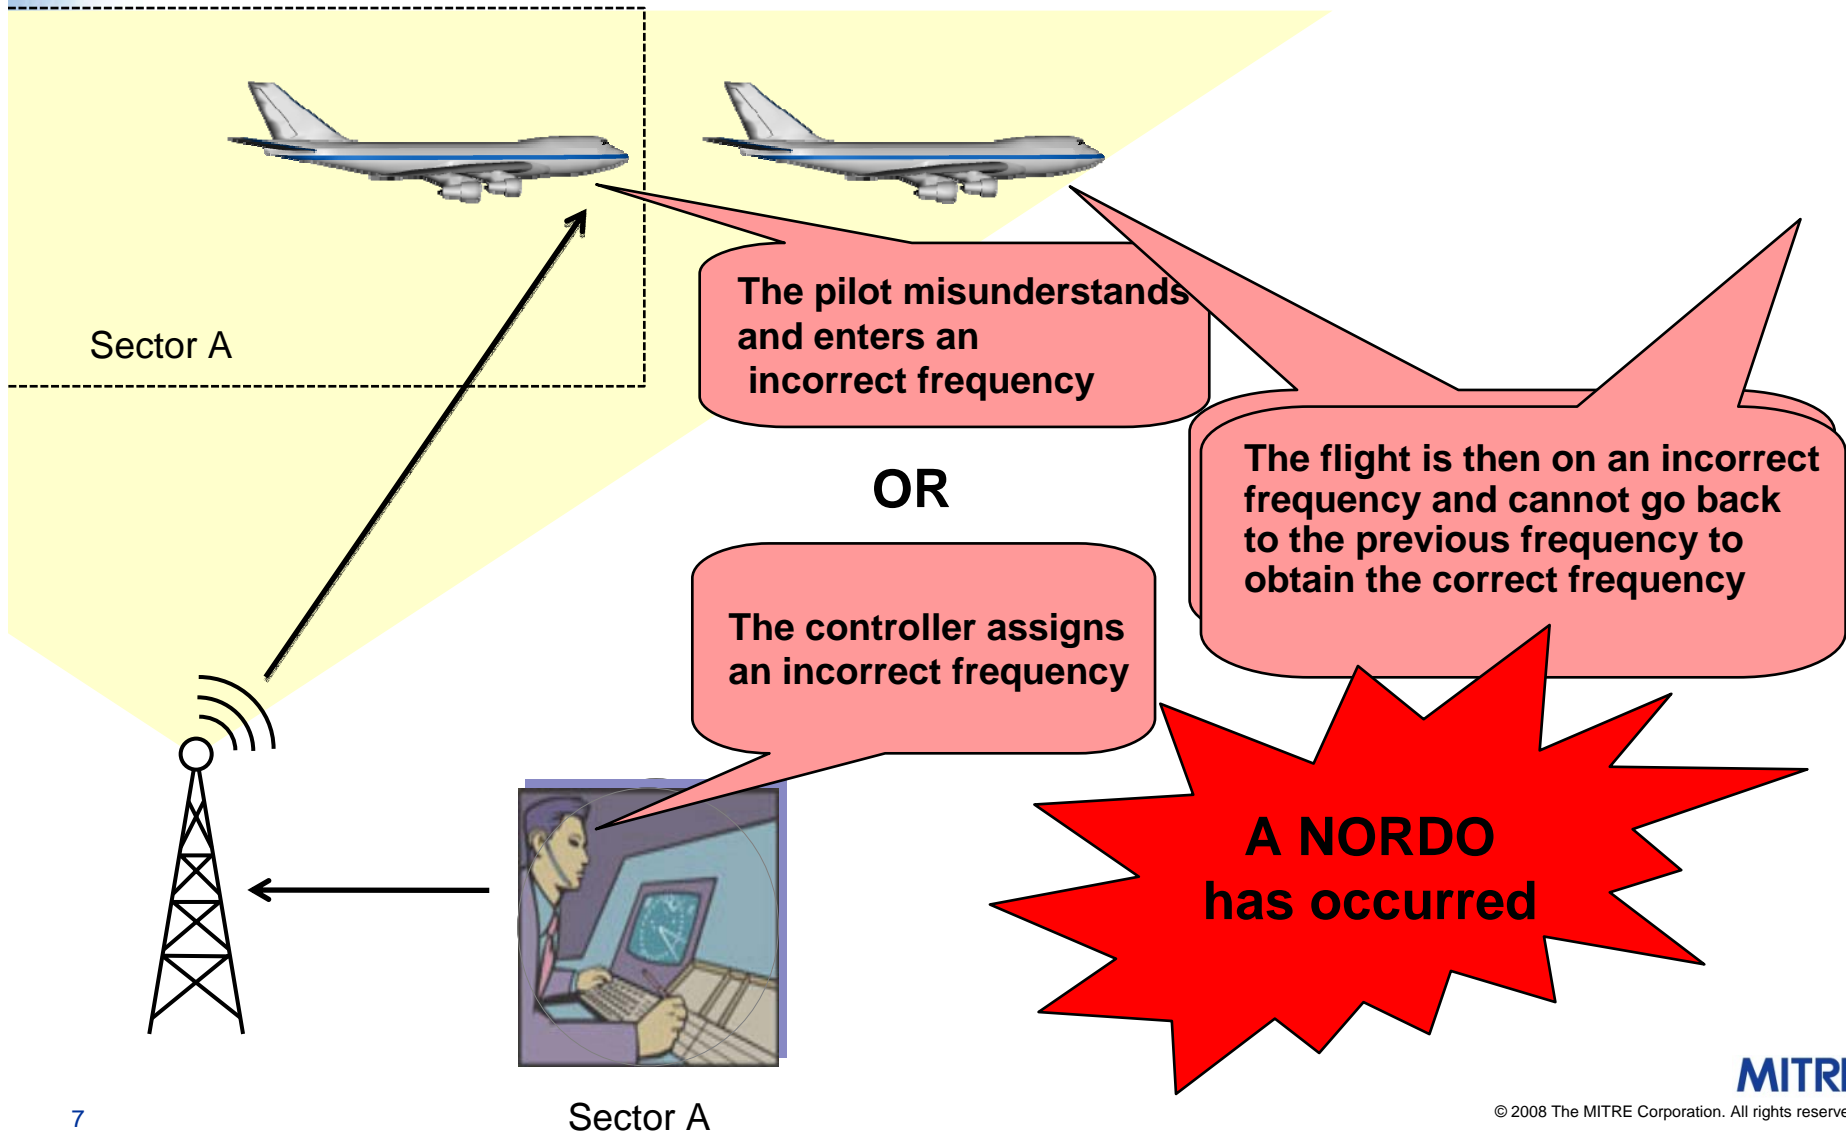 Sector A
The pilot misunderstands
and enters an
incorrect frequency
OR
The flight is then on an incorrect
frequency and cannot go back
to the previous frequency to
obtain the correct frequency
The controller assigns
an incorrect frequency
A NORDO
has occurred
Sector A
MITRE
© 2008 The MITRE Corporation. All rights reserve
7